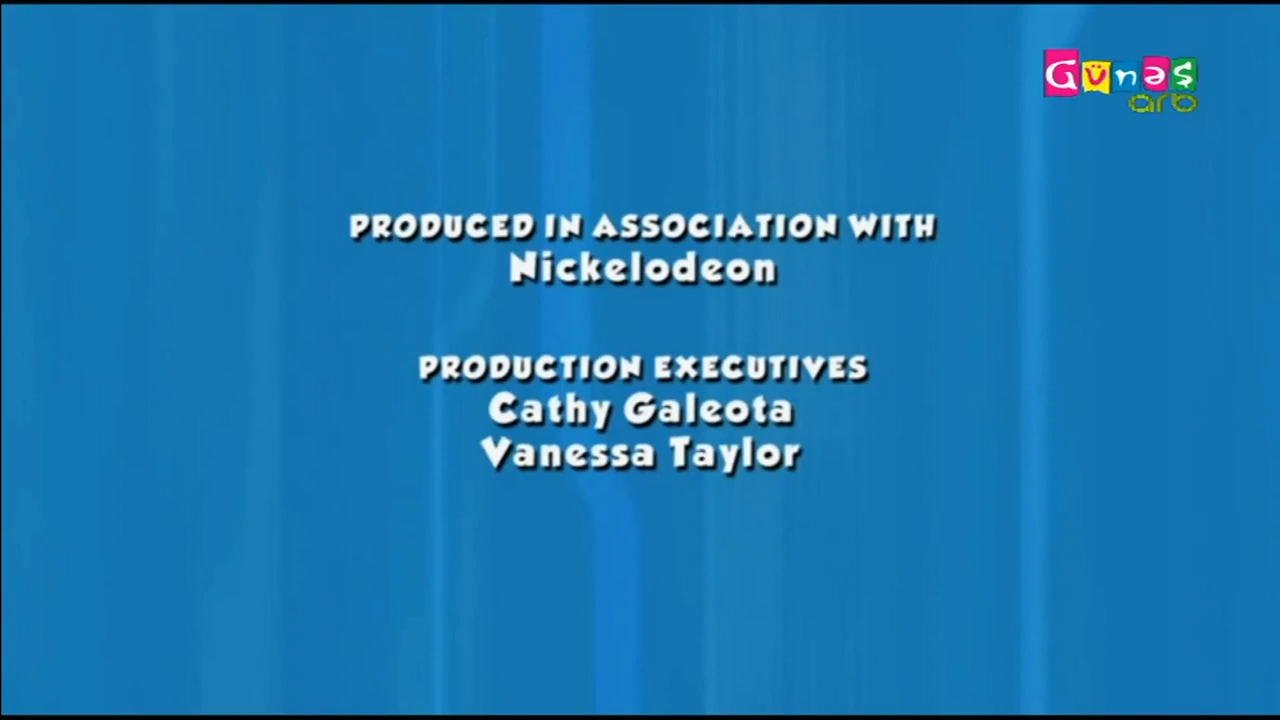 Günəş
arb
PRODUCED IN ASSOCIATION WITH
Nickelodeon
PRODUCTION EXECUTIVES
Cathy Galeota
Vanessa Taylor